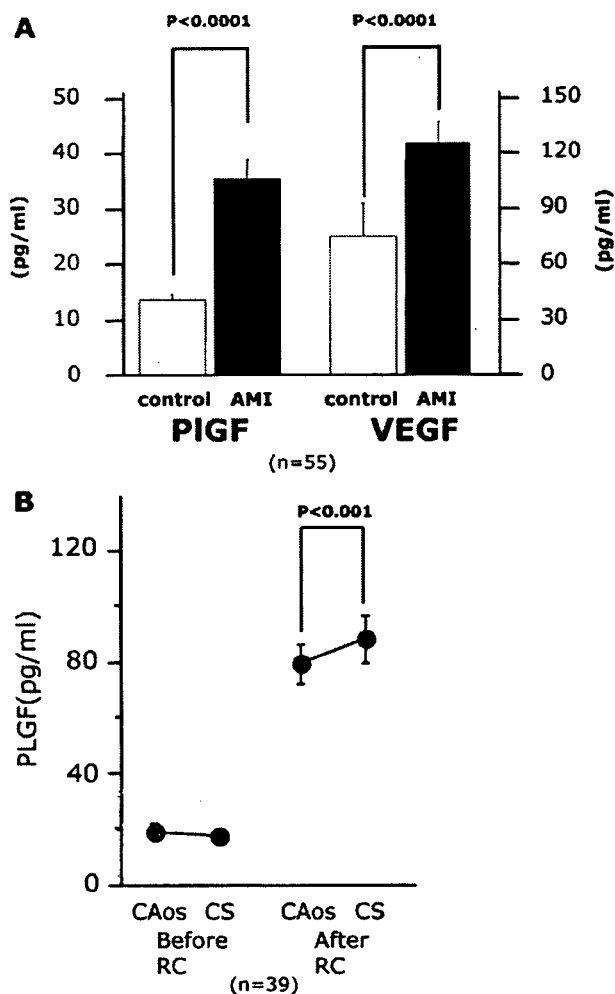 A
P<0.0001 P<0.0001
50 150
40 120
30 90
20 60
10 30
0 0
(pg/ml) (pg/ml)
control AMI control AMI
PlGF VEGF
(n=55)
B
P<0.001
120
80
40
0
PLGF(pg/ml)
CAos CS CAos CS
Before After
RC RC
(n=39)